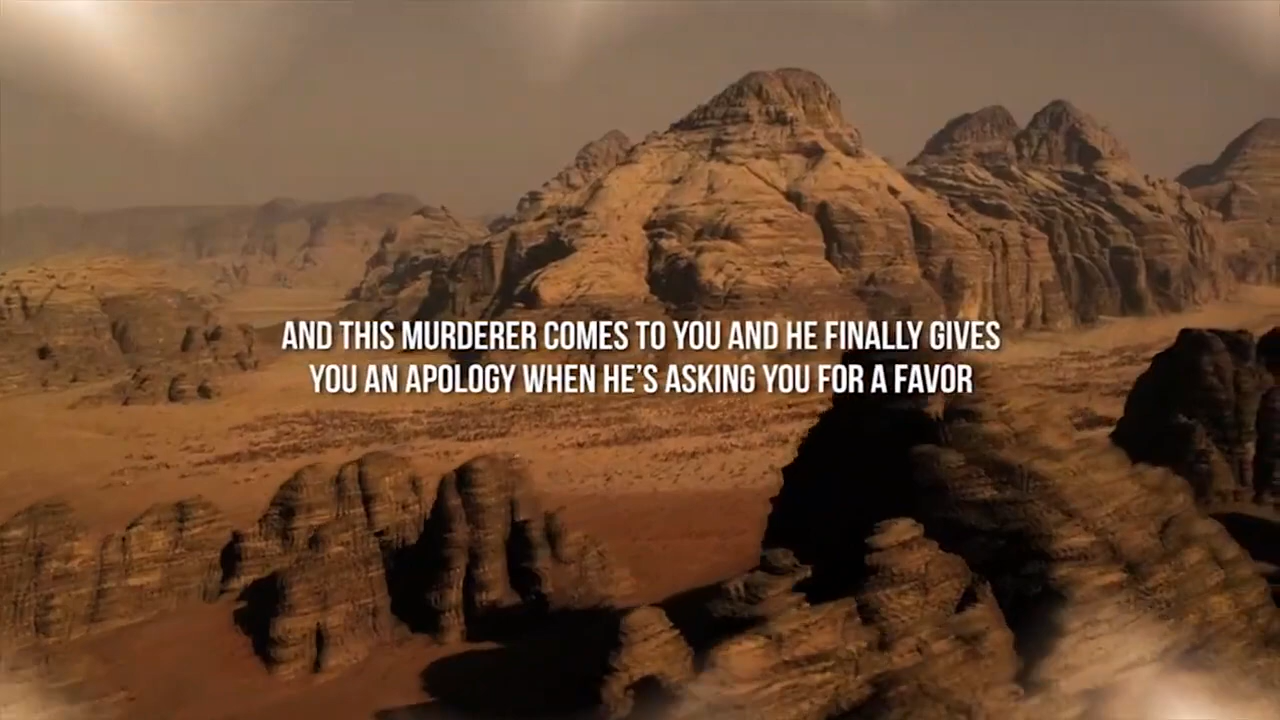 AND THIS MURDERER COMES TO YOU AND HE FINALLY GIVES
YOU AN APOLOGY WHEN HE'S ASKING YOU FOR A FAVOR